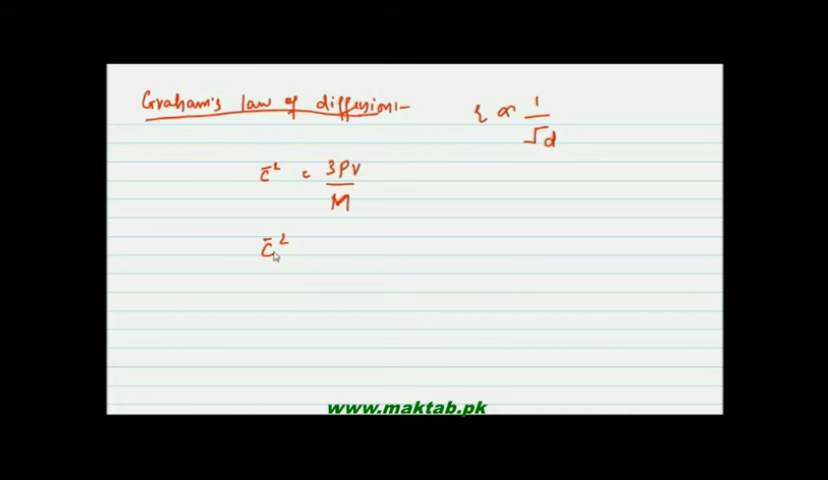 Graham's law of diffusion:-
r ∝ 1/√d
c̄² = 3PV/M
c̄²
www.maktab.pk